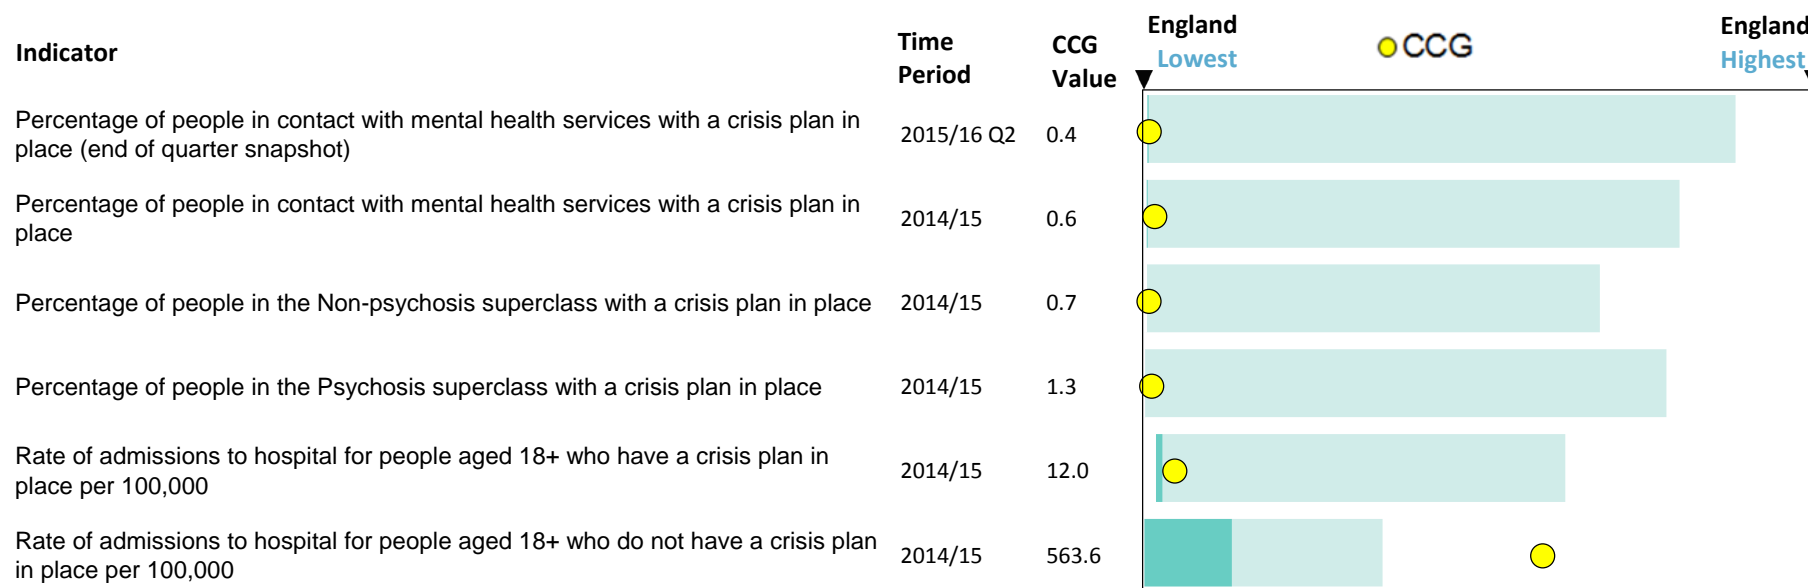 Indicator
Time
Period
CCG
Value
England
Lowest
CCG
England
Highest
Percentage of people in contact with mental health services with a crisis plan in
place (end of quarter snapshot)
2015/16 Q2
0.4
Percentage of people in contact with mental health services with a crisis plan in
place
2014/15
0.6
Percentage of people in the Non-psychosis superclass with a crisis plan in place
2014/15
0.7
Percentage of people in the Psychosis superclass with a crisis plan in place
2014/15
1.3
Rate of admissions to hospital for people aged 18+ who have a crisis plan in
place per 100,000
2014/15
12.0
Rate of admissions to hospital for people aged 18+ who do not have a crisis plan
in place per 100,000
2014/15
563.6